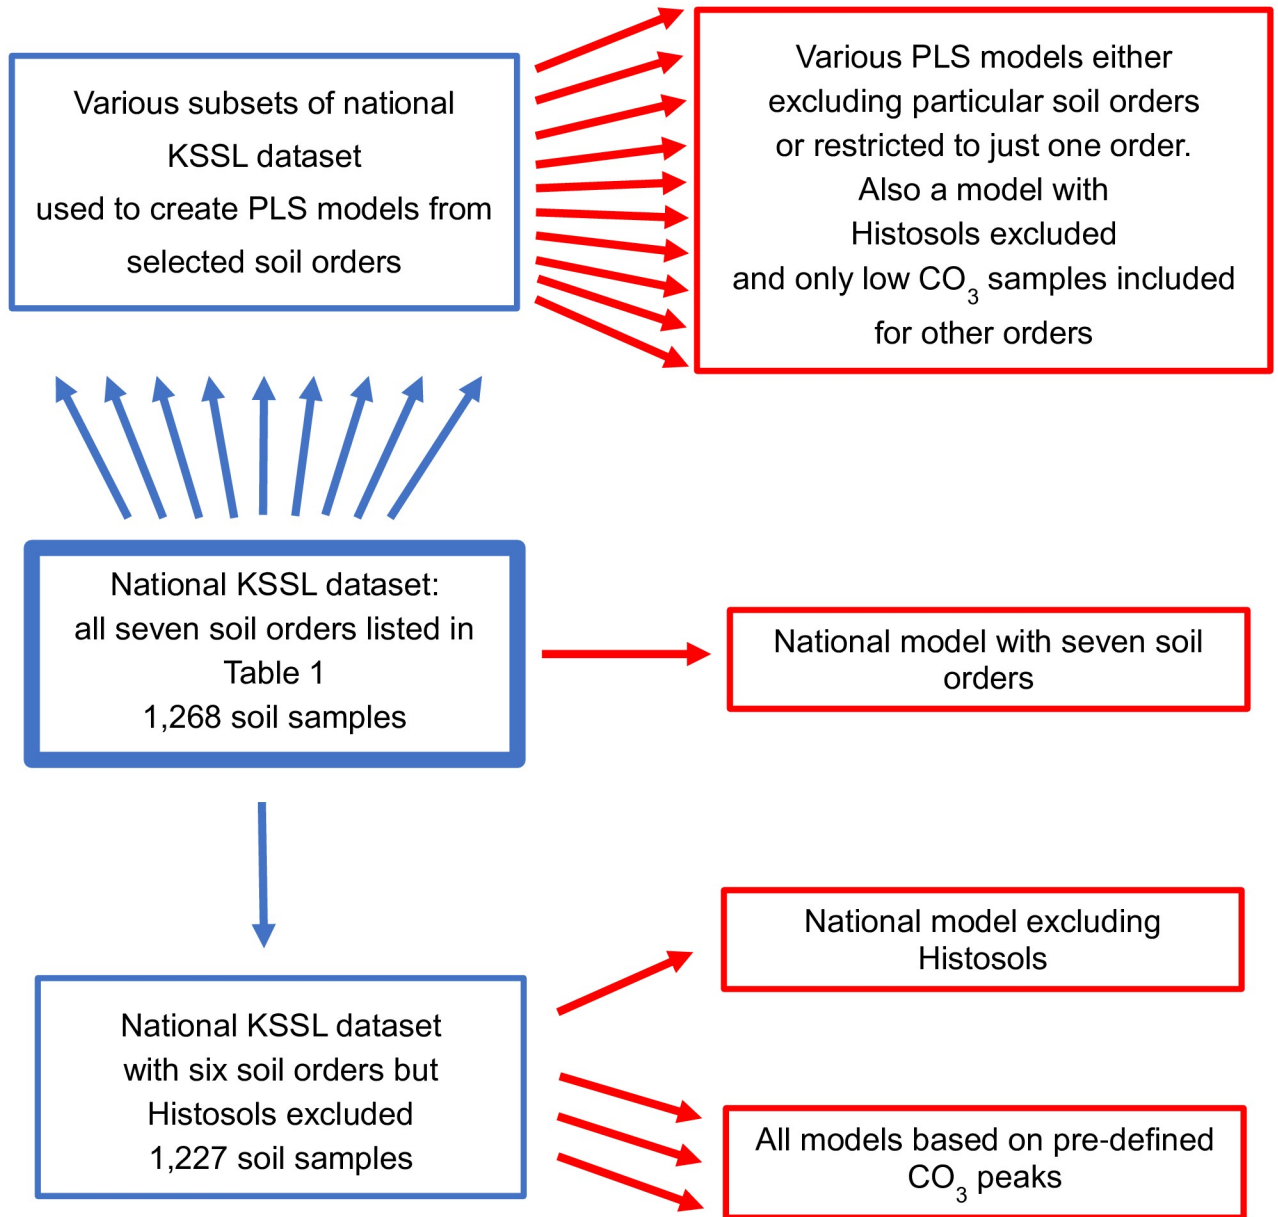 Various subsets of national
KSSL dataset
used to create PLS models from
selected soil orders
Various PLS models either
excluding particular soil orders
or restricted to just one order.
Also a model with
Histosols excluded
and only low CO₃ samples included
for other orders
National KSSL dataset:
all seven soil orders listed in
Table 1
1,268 soil samples
National model with seven soil
orders
National KSSL dataset
with six soil orders but
Histosols excluded
1,227 soil samples
National model excluding
Histosols
All models based on pre-defined
CO₃ peaks